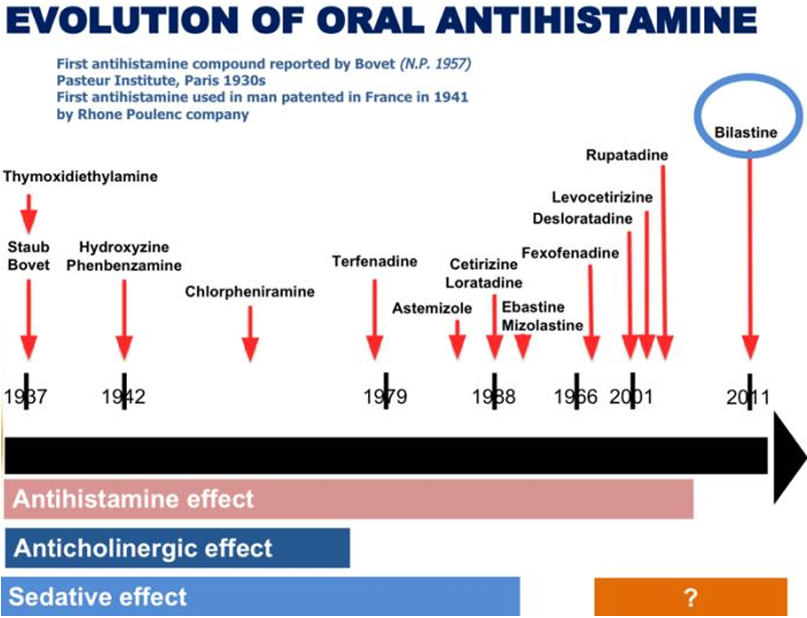 EVOLUTION OF ORAL ANTIHISTAMINE
First antihistamine compound reported by Bovet (N.P. 1957)
Pasteur Institute, Paris 1930s
First antihistamine used in man patented in France in 1941
by Rhone Poulenc company
Bilastine
Rupatadine
Thymoxidiethylamine
Levocetirizine
Desloratadine
Staub
Bovet
Hydroxyzine
Phenbenzamine
Fexofenadine
Terfenadine
Cetirizine
Loratadine
Chlorpheniramine
Astemizole
Ebastine
Mizolastine
1937
1942
1979
1988
1966
2001
2011
Antihistamine effect
Anticholinergic effect
Sedative effect
?